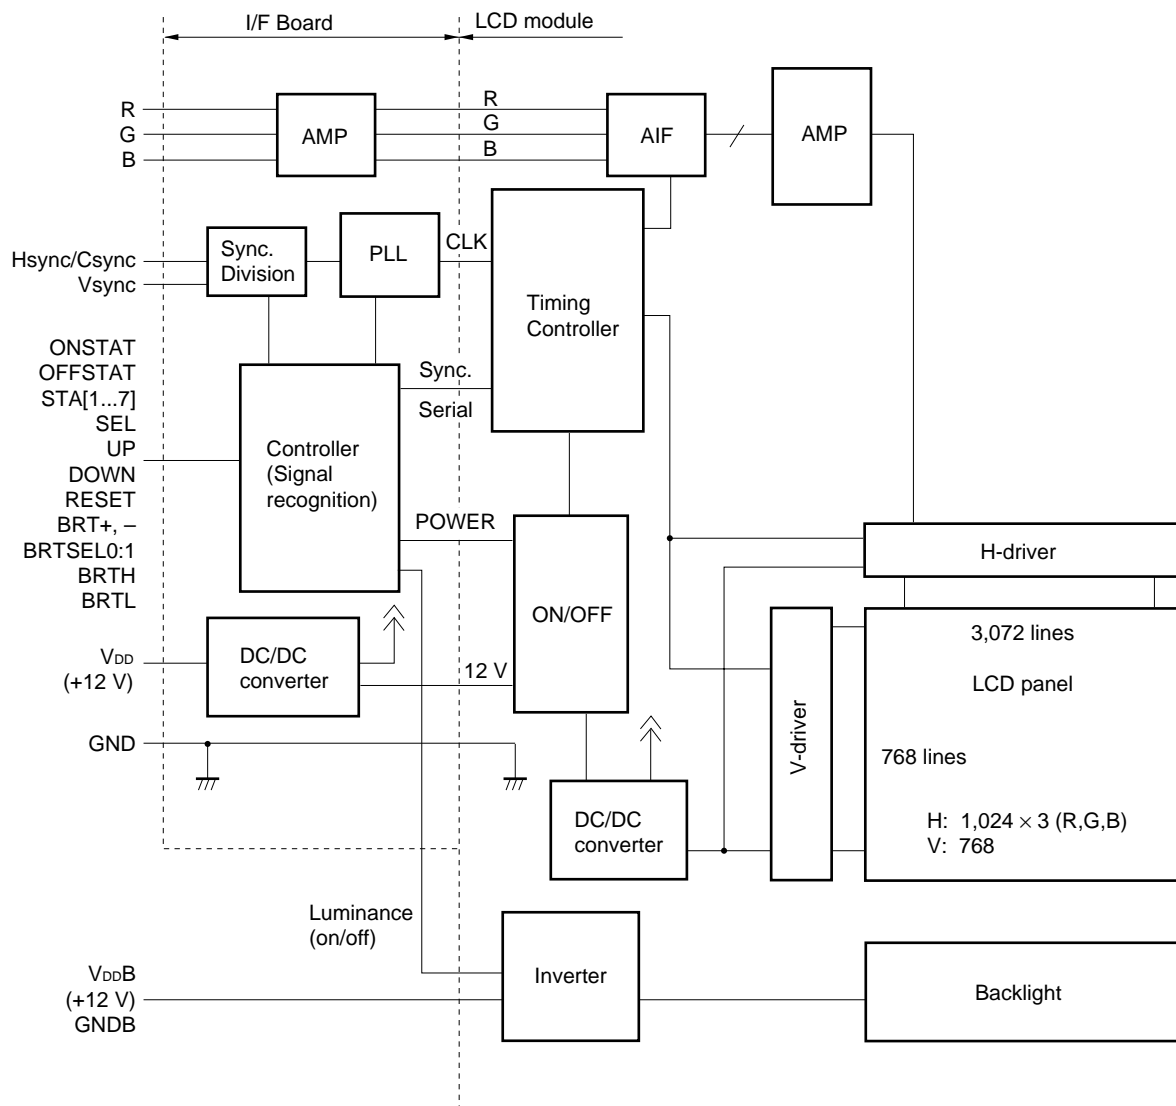 I/F Board
LCD module
R
G
B
AMP
R
G
B
AIF
AMP
Hsync/Csync
Vsync
Sync.
Division
PLL
CLK
Timing
Controller
ONSTAT
OFFSTAT
STA[1...7]
SEL
UP
DOWN
RESET
BRT+, –
BRTSEL0:1
BRTH
BRTL
Controller
(Signal
recognition)
Sync.
Serial
POWER
ON/OFF
H-driver
VDD
(+12 V)
DC/DC
converter
12 V
GND
DC/DC
converter
V-driver
3,072 lines
LCD panel
768 lines
H: 1,024 × 3 (R,G,B)
V: 768
Luminance
(on/off)
VDDB
(+12 V)
GNDB
Inverter
Backlight